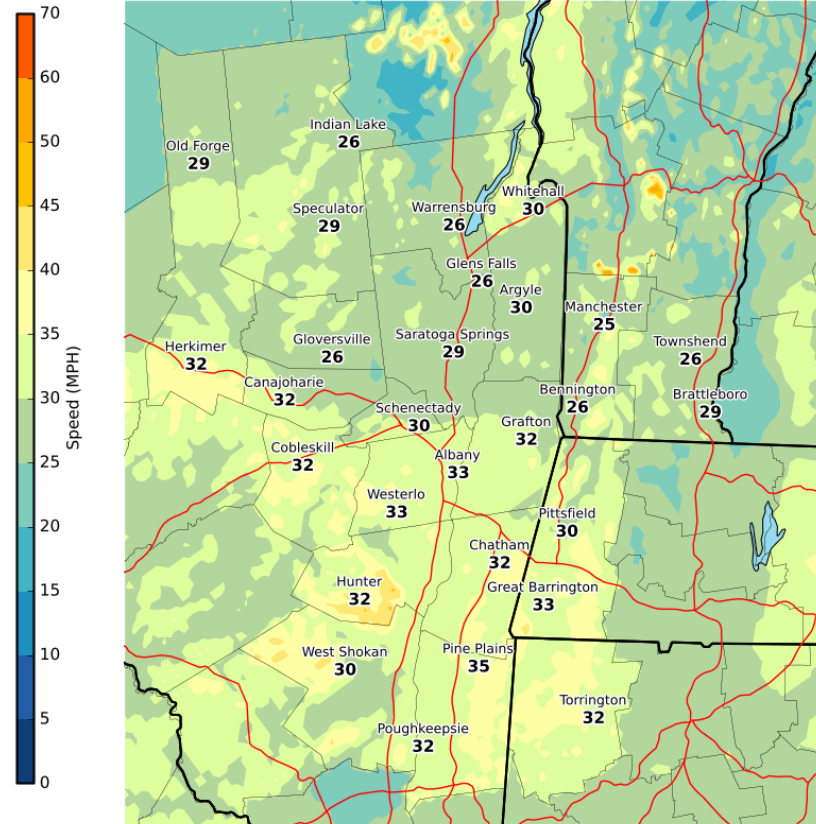 70
60
50
45
40
35
30
25
20
15
10
5
0
Speed (MPH)
Indian Lake
26
Old Forge
29
Whitehall
30
Speculator
29
Warrensburg
26
Glens Falls
26
Argyle
30
Manchester
25
Saratoga Springs
29
Gloversville
26
Townshend
26
Herkimer
32
Canajoharie
32
Bennington
26
Brattleboro
29
Schenectady
30
Grafton
32
Cobleskill
32
Albany
33
Westerlo
33
Pittsfield
30
Chatham
32
Hunter
32
Great Barrington
33
West Shokan
30
Pine Plains
35
Torrington
32
Poughkeepsie
32